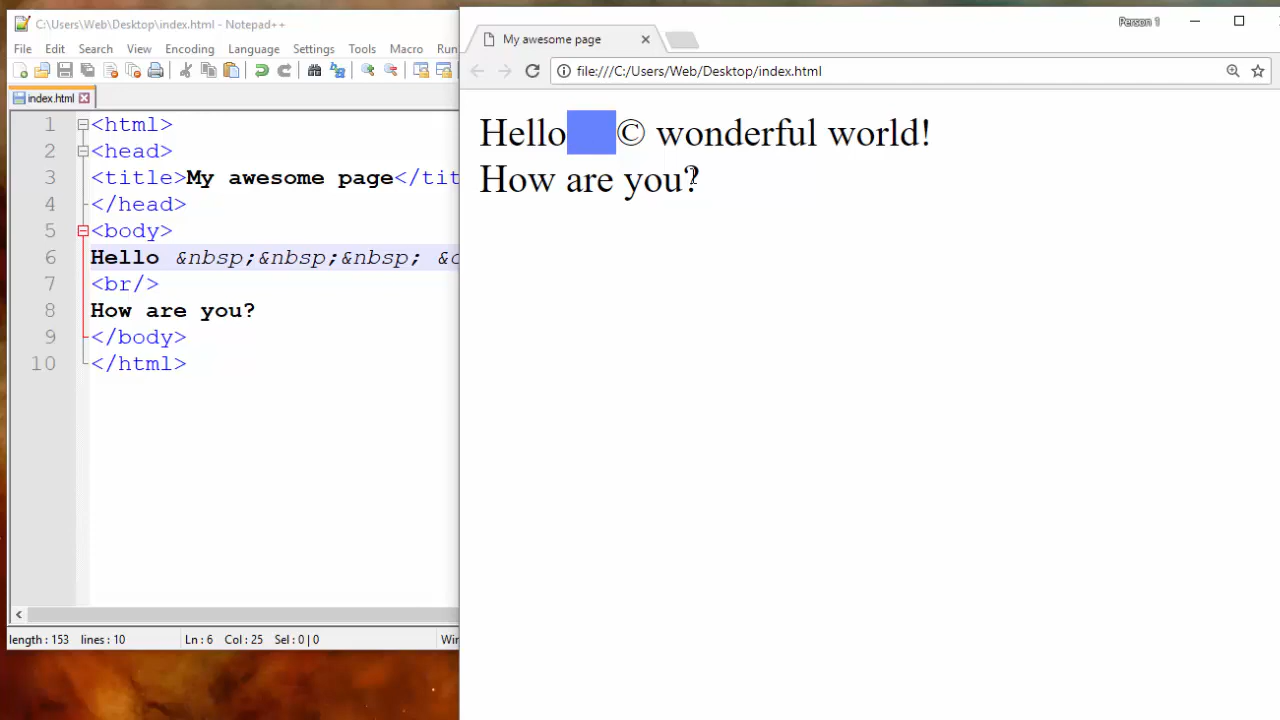 C:\Users\Web\Desktop\index.html - Notepad++
File Edit Search View Encoding Language Settings Tools Macro Run
index.html
1 <html>
2 <head>
3 <title>My awesome page</tit
4 </head>
5 <body>
6 Hello &nbsp;&nbsp;&nbsp; &c
7 <br/>
8 How are you?
9 </body>
10 </html>
length : 153 lines : 10 Ln : 6 Col : 25 Sel : 0 | 0 Win
Person 1
My awesome page
file:///C:/Users/Web/Desktop/index.html
Hello © wonderful world!
How are you?